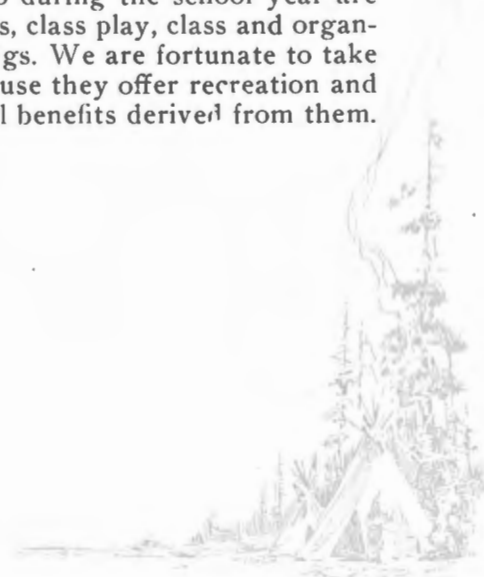 during the school year are
s, class play, class and organ-
gs. We are fortunate to take
use they offer recreation and
l benefits derived from them.